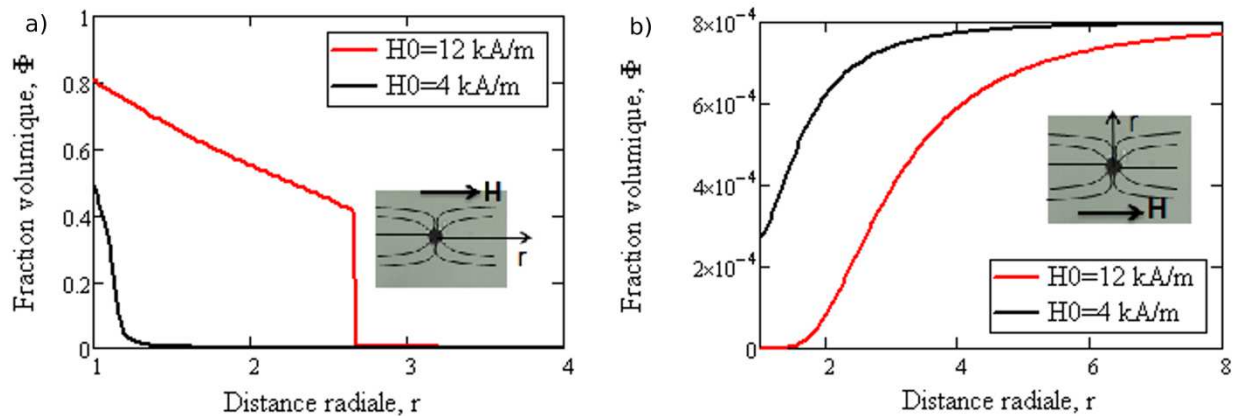 a)
1
0.8
0.6
0.4
0.2
0
Fraction volumique, Φ
H0=12 kA/m
H0=4 kA/m
H
r
1
2
3
4
Distance radiale, r
b)
8×10⁻⁴
6×10⁻⁴
4×10⁻⁴
2×10⁻⁴
0
Fraction volumique, Φ
r
H
H0=12 kA/m
H0=4 kA/m
2
4
6
8
Distance radiale, r